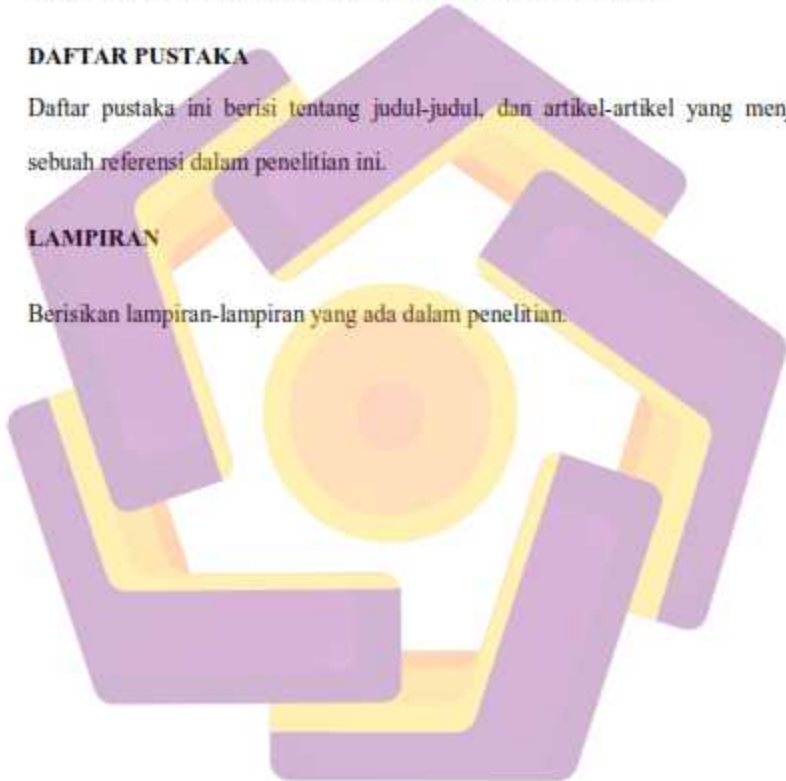 DAFTAR PUSTAKA
Daftar pustaka ini berisi tentang judul-judul, dan artikel-artikel yang
sebuah referensi dalam penelitian ini.
LAMPIRAN
Berisikan lampiran-lampiran yang ada dalam penelitian.